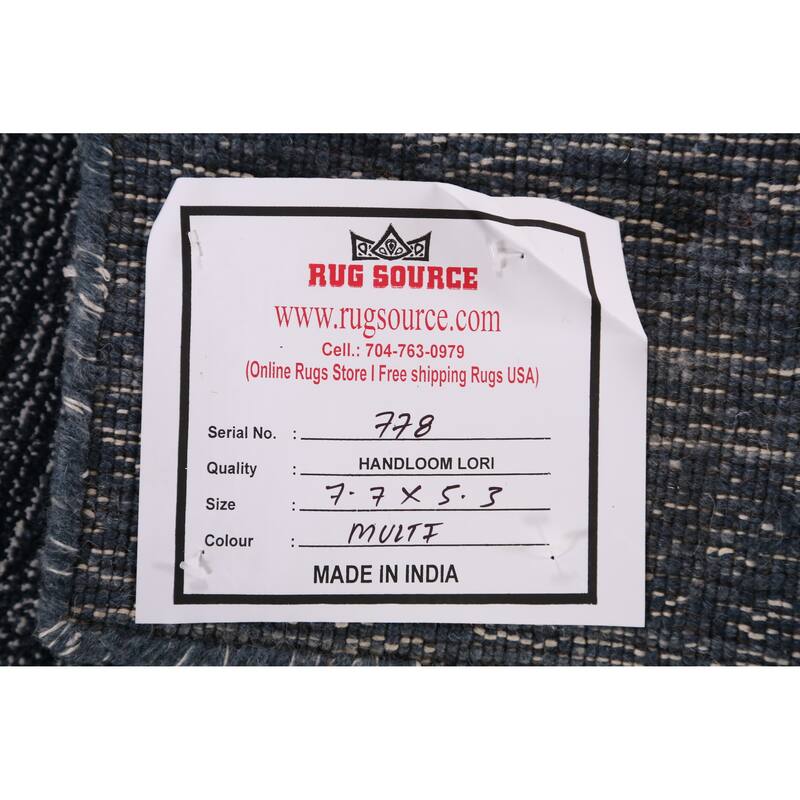 RUG SOURCE
www.rugsource.com
Cell.: 704-763-0979
(Online Rugs Store I Free shipping Rugs USA)
Serial No. : 778
Quality : HANDLOOM LORI
Size : 7.7 X 5.3
Colour : MULTI
MADE IN INDIA